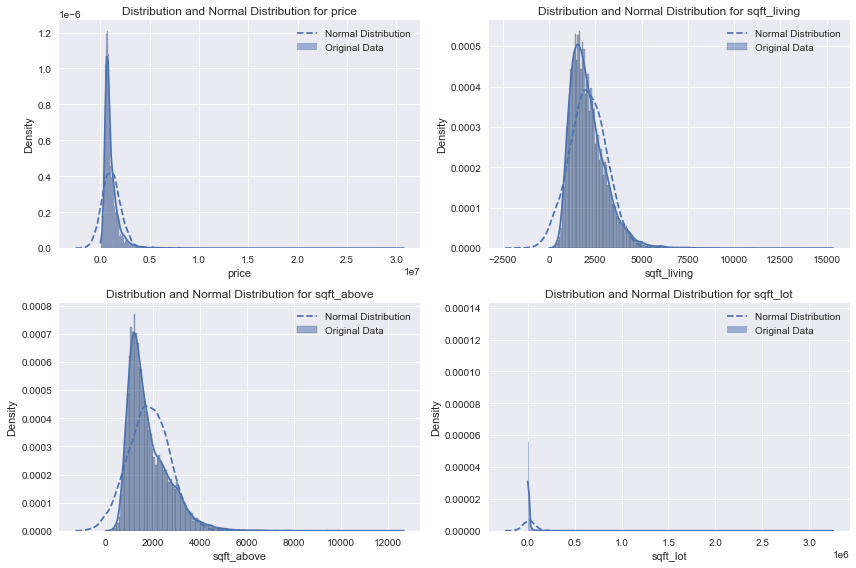 Distribution and Normal Distribution for price
1e−6
1.2
1.0
0.8
0.6
0.4
0.2
0.0
Density
Normal Distribution
Original Data
0.0 0.5 1.0 1.5 2.0 2.5 3.0
1e7
price
Distribution and Normal Distribution for sqft_living
0.0005
0.0004
0.0003
0.0002
0.0001
0.0000
Density
Normal Distribution
Original Data
−2500 0 2500 5000 7500 10000 12500 15000
sqft_living
Distribution and Normal Distribution for sqft_above
0.0008
0.0007
0.0006
0.0005
0.0004
0.0003
0.0002
0.0001
0.0000
Density
Normal Distribution
Original Data
0 2000 4000 6000 8000 10000 12000
sqft_above
Distribution and Normal Distribution for sqft_lot
0.00014
0.00012
0.00010
0.00008
0.00006
0.00004
0.00002
0.00000
Density
Normal Distribution
Original Data
0.0 0.5 1.0 1.5 2.0 2.5 3.0
1e6
sqft_lot